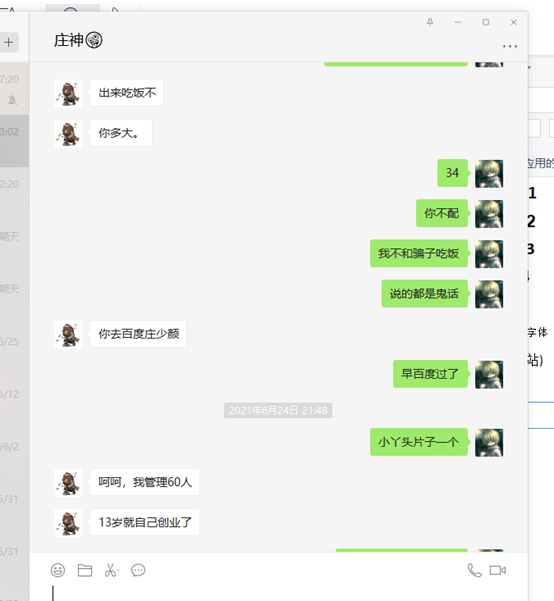 庄神
7:20
3:02
2:20
期天
期天
6/25
5/12
6/2
5/31
5/31
出来吃饭不
你多大。
34
你不配
我不和骗子吃饭
说的都是鬼话
你去百度庄少颜
早百度过了
2021年6月24日 21:48
小丫头片子一个
呵呵，我管理60人
13岁就自己创业了
应用的
1
2
3
字体
站)